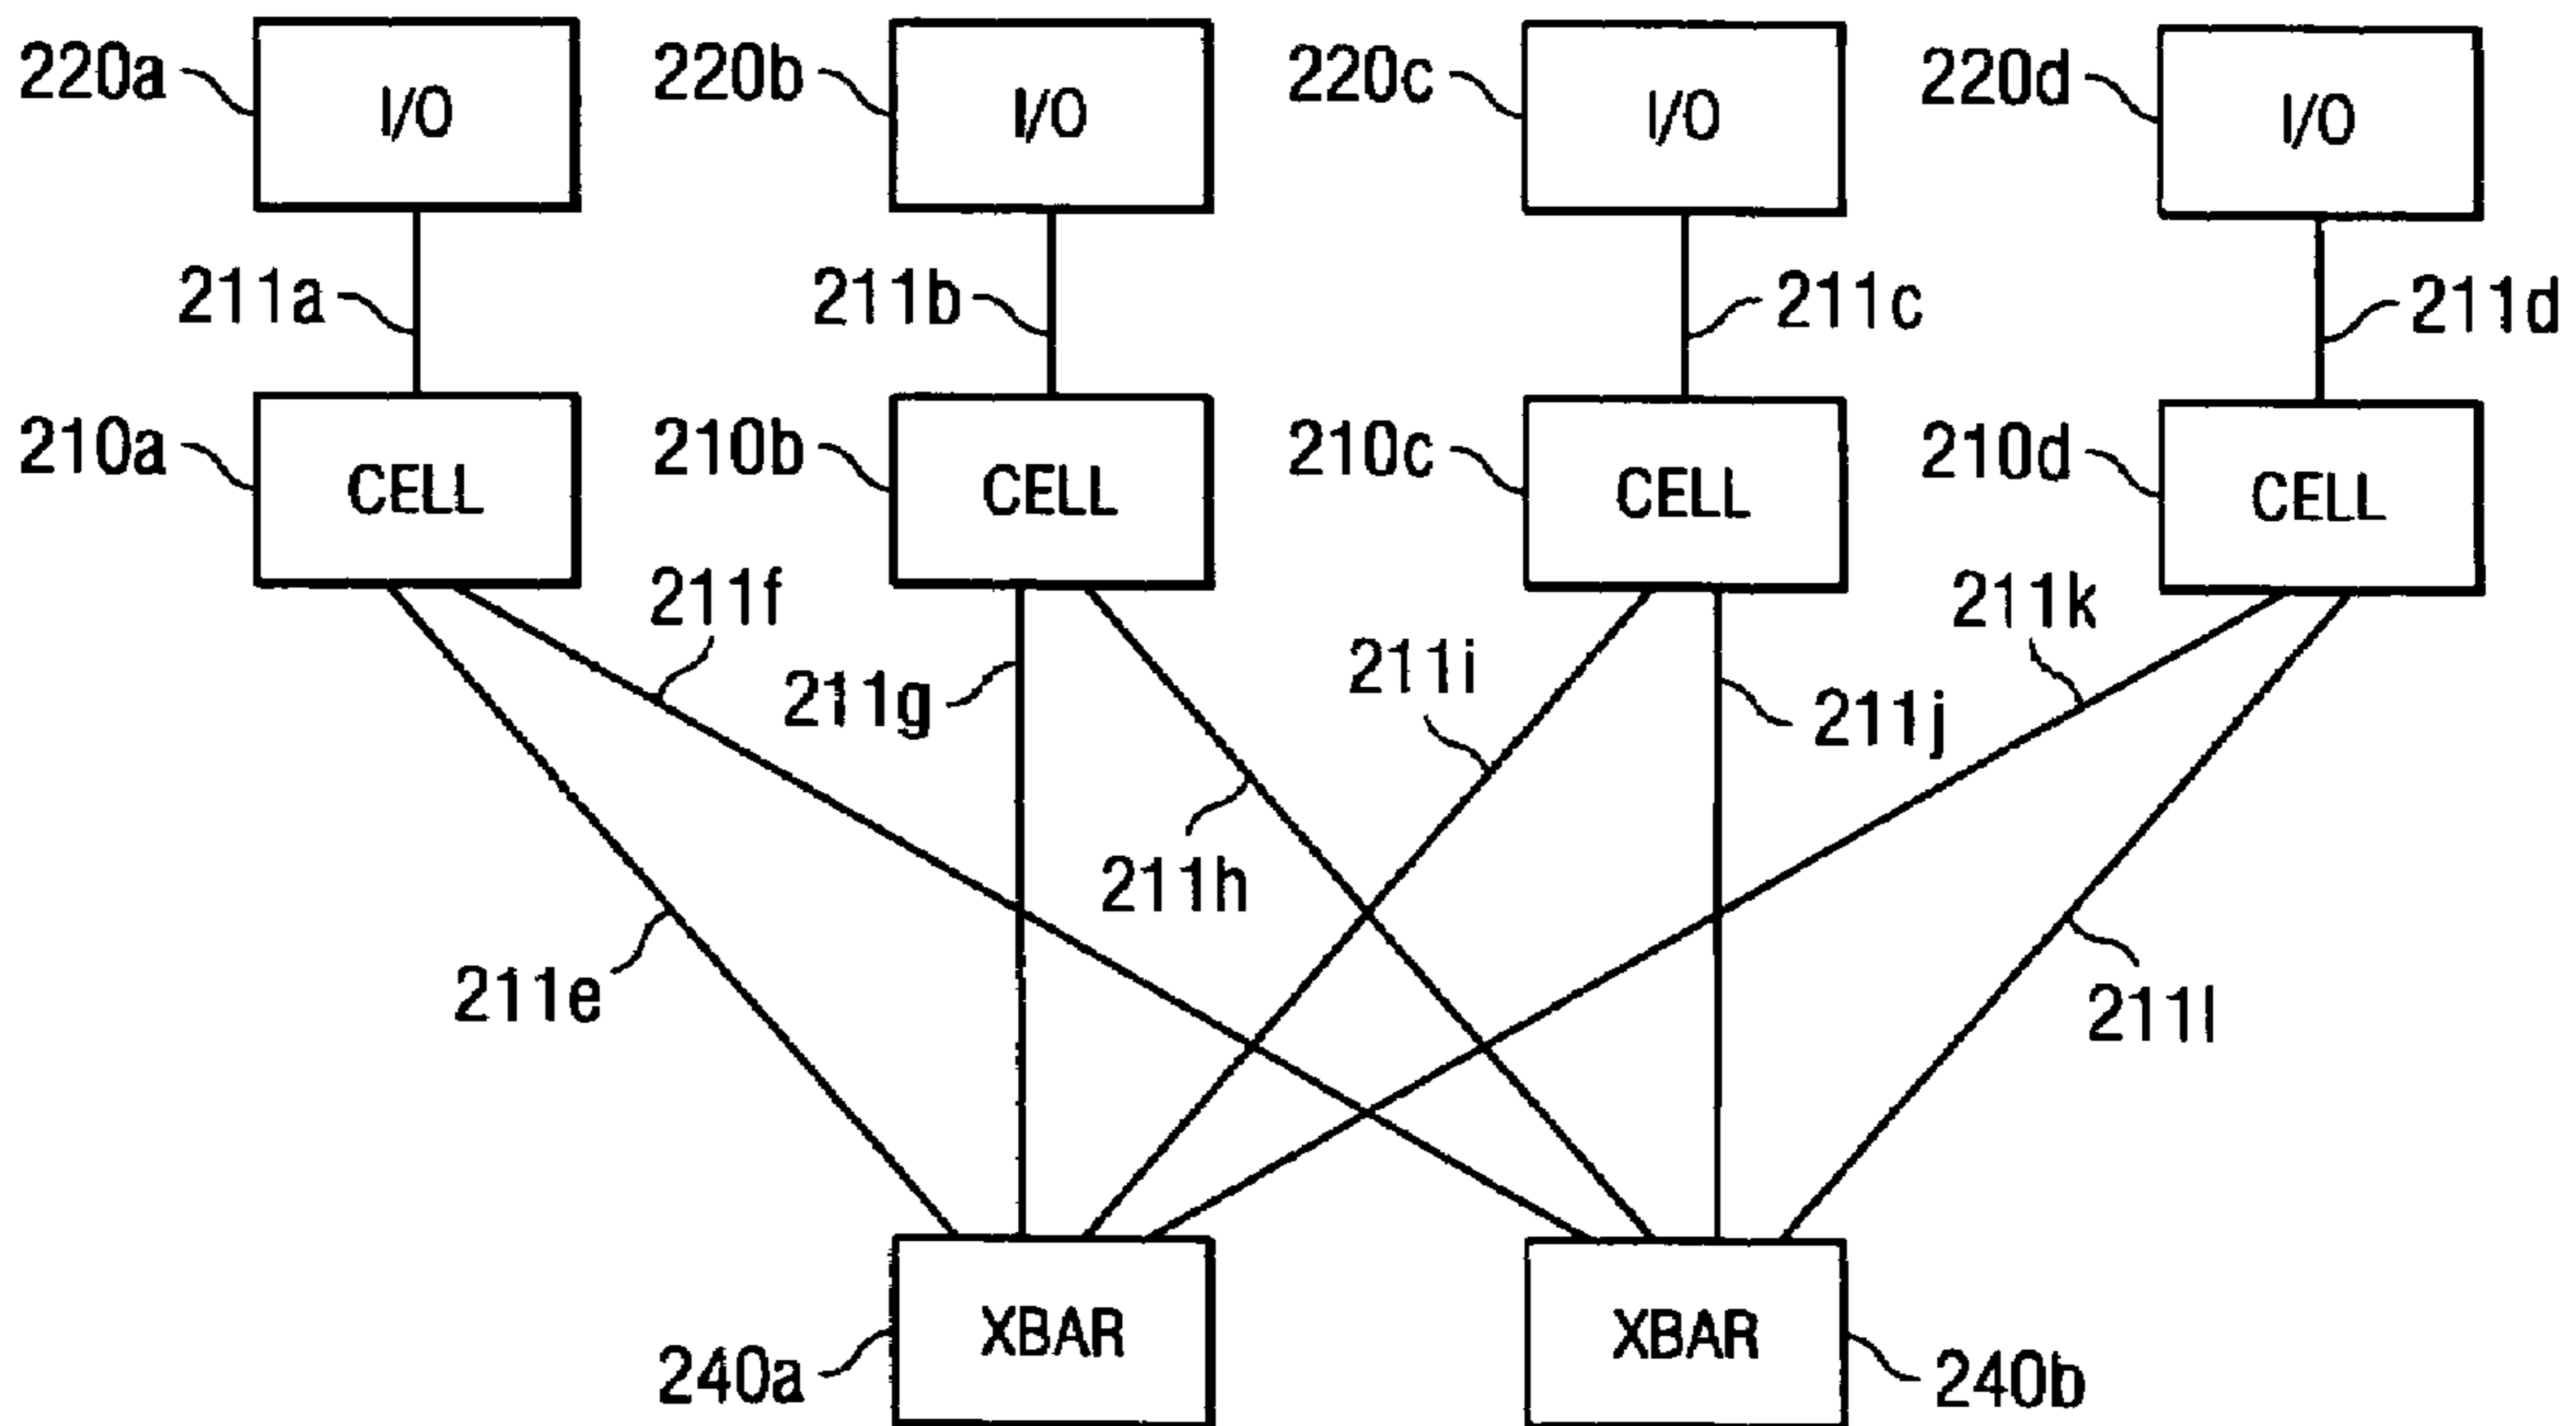 220a I/O 220b I/O 220c I/O 220d I/O
211a 211b 211c 211d
210a CELL 210b CELL 210c CELL 210d CELL
211f 211g 211i 211j 211k
211h
211e 211l
240a XBAR XBAR 240b